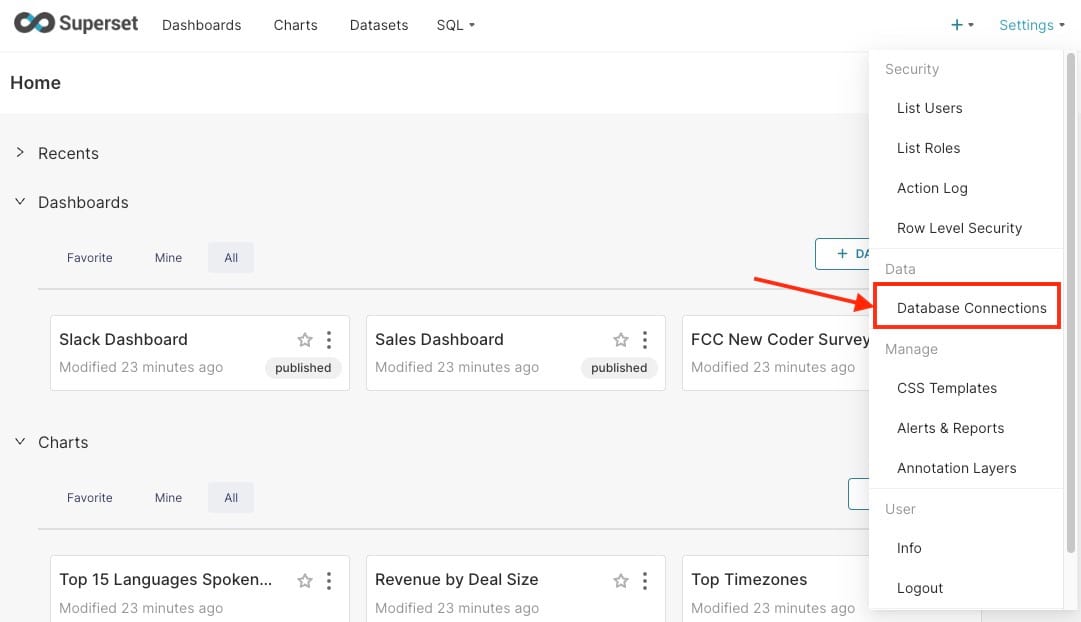 Superset Dashboards Charts Datasets SQL + Settings
Home
Recents
Dashboards
Favorite Mine All
+
Slack Dashboard
Modified 23 minutes ago
published
Sales Dashboard
Modified 23 minutes ago
published
FCC New Coder Survey
Modified 23 minutes ago
Charts
Favorite Mine All
Top 15 Languages Spoken...
Modified 23 minutes ago
Revenue by Deal Size
Modified 23 minutes ago
Top Timezones
Modified 23 minutes ago
Security
List Users
List Roles
Action Log
Row Level Security
Data
Database Connections
Manage
CSS Templates
Alerts & Reports
Annotation Layers
User
Info
Logout